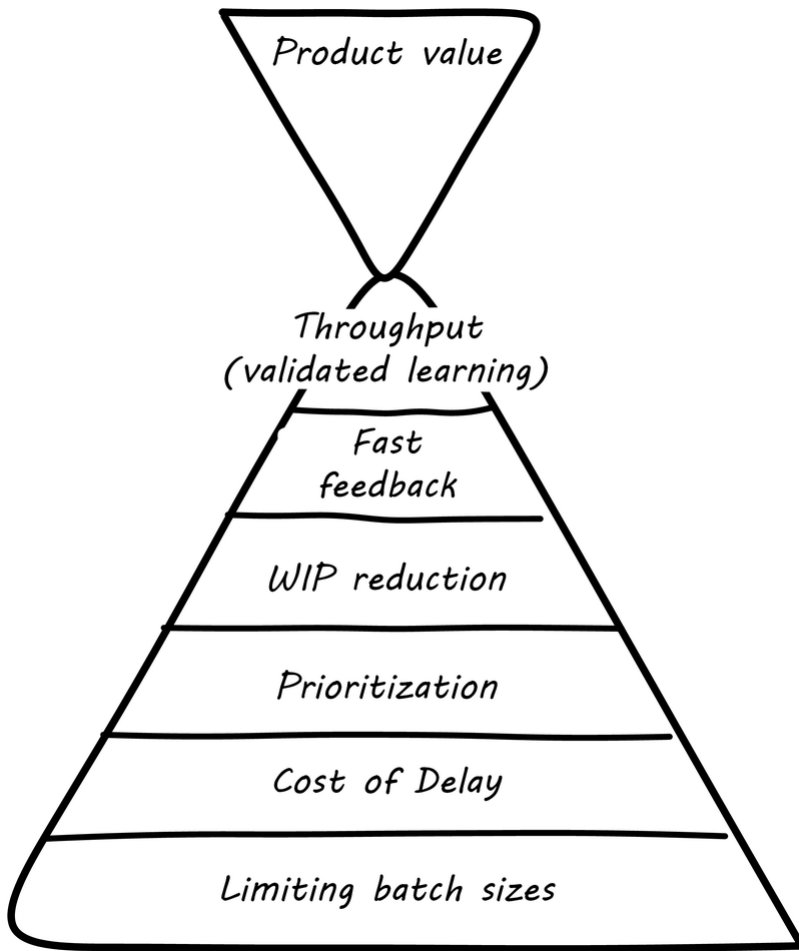 Product value
Throughput
(validated learning)
Fast
feedback
WIP reduction
Prioritization
Cost of Delay
Limiting batch sizes